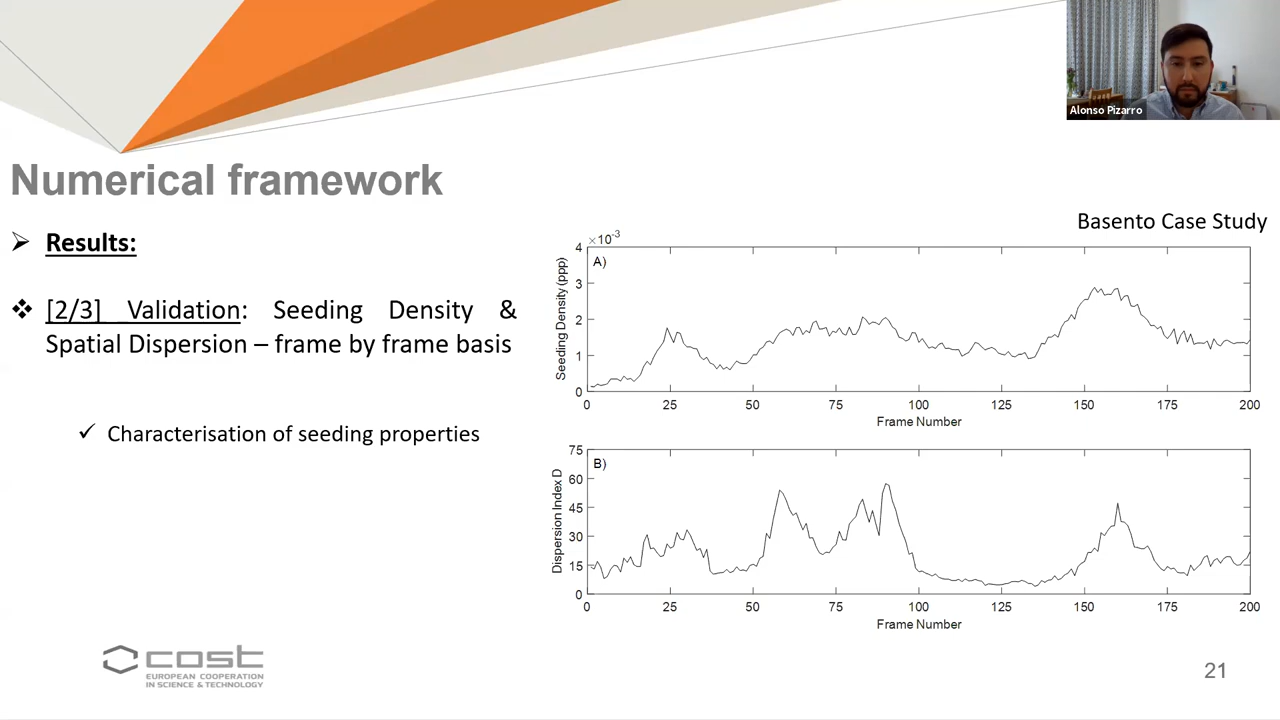 Alonso Pizarro
Numerical framework
➢ Results:
❖ [2/3] Validation: Seeding Density &
Spatial Dispersion – frame by frame basis
✓ Characterisation of seeding properties
Basento Case Study
×10-3
A)
Seeding Density (ppp)
4
3
2
1
0
0 25 50 75 100 125 150 175 200
Frame Number
B)
Dispersion Index D
75
60
45
30
15
0
0 25 50 75 100 125 150 175 200
Frame Number
cost
EUROPEAN COOPERATION
IN SCIENCE & TECHNOLOGY
21